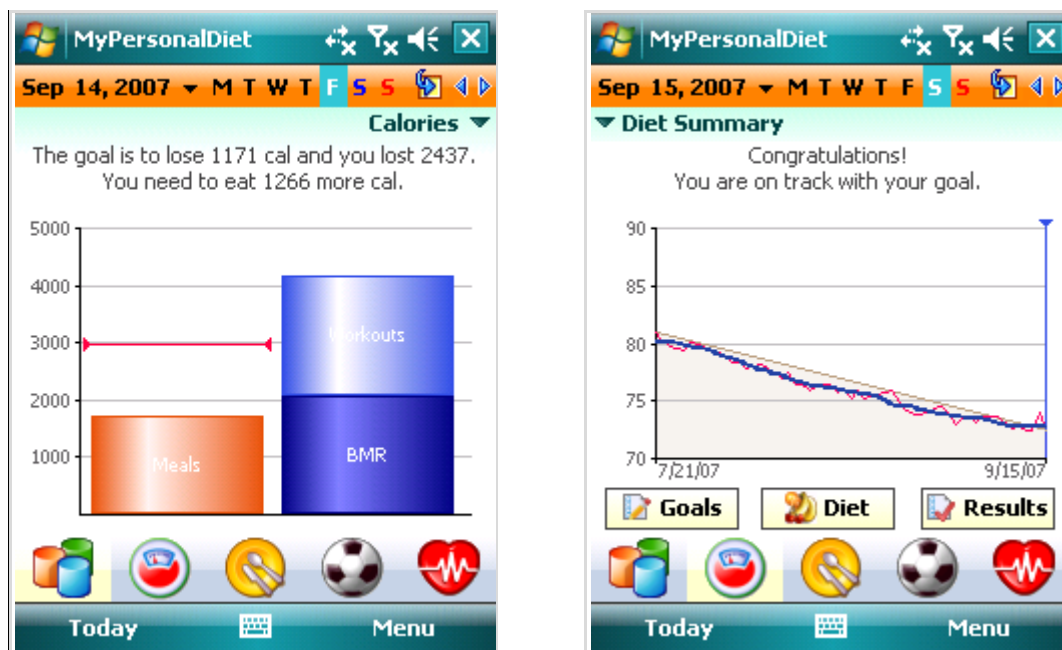 MyPersonalDiet
Sep 14, 2007 M T W T F S S
Calories
The goal is to lose 1171 cal and you lost 2437.
You need to eat 1266 more cal.
5000
4000
3000
2000
1000
Workouts
Meals
BMR
Today Menu
MyPersonalDiet
Sep 15, 2007 M T W T F S S
Diet Summary
Congratulations!
You are on track with your goal.
90
85
80
75
70
7/21/07 9/15/07
Goals Diet Results
Today Menu